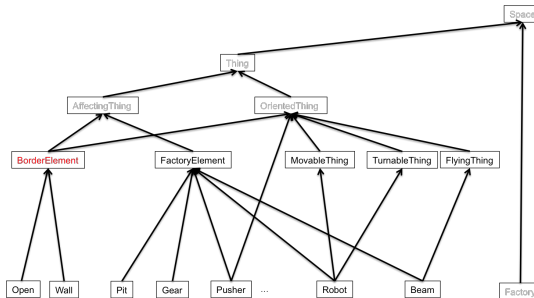 Space
Thing
AffectingThing OrientedThing
BorderElement FactoryElement MovableThing TurnableThing FlyingThing
Open Wall Pit Gear Pusher ... Robot Beam Factory